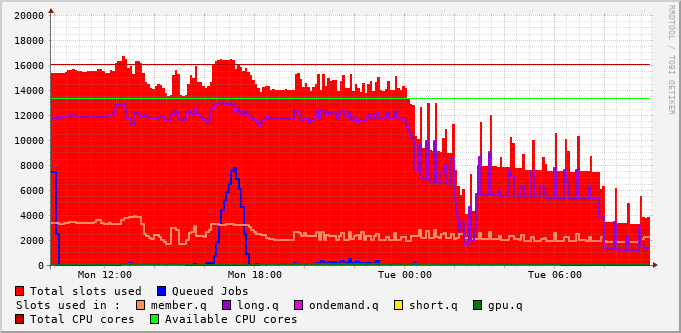 RRDTOOL / TOBI OETIKER
20000
18000
16000
14000
12000
10000
8000
6000
4000
2000
0
Mon 12:00 Mon 18:00 Tue 00:00 Tue 06:00
Total slots used Queued Jobs
Slots used in : member.q long.q ondemand.q short.q gpu.q
Total CPU cores Available CPU cores